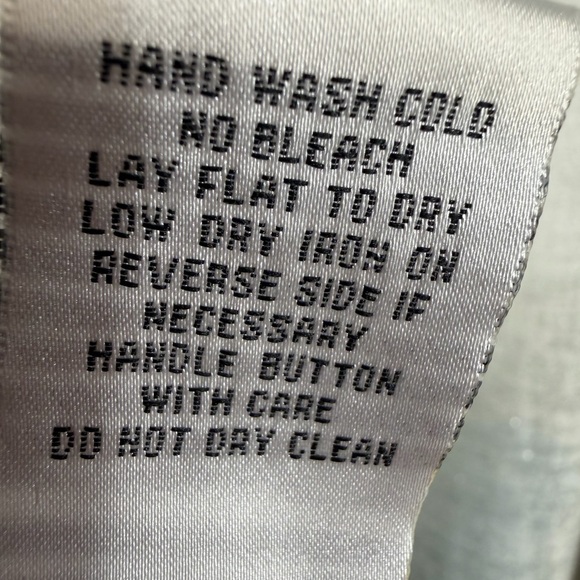 HAND WASH COLD
NO BLEACH
LAY FLAT TO DRY
LOW DRY IRON ON
REVERSE SIDE IF
NECESSARY
HANDLE BUTTON
WITH CARE
DO NOT DRY CLEAN